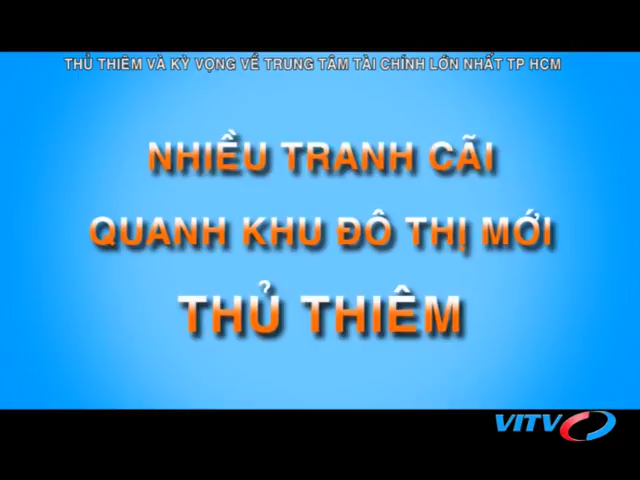 THỦ THIÊM VÀ KỲ VỌNG VỀ TRUNG TÂM TÀI CHÍNH LỚN NHẤT TP HCM
NHIỀU TRANH CÃI
QUANH KHU ĐÔ THỊ MỚI
THỦ THIÊM
VITV